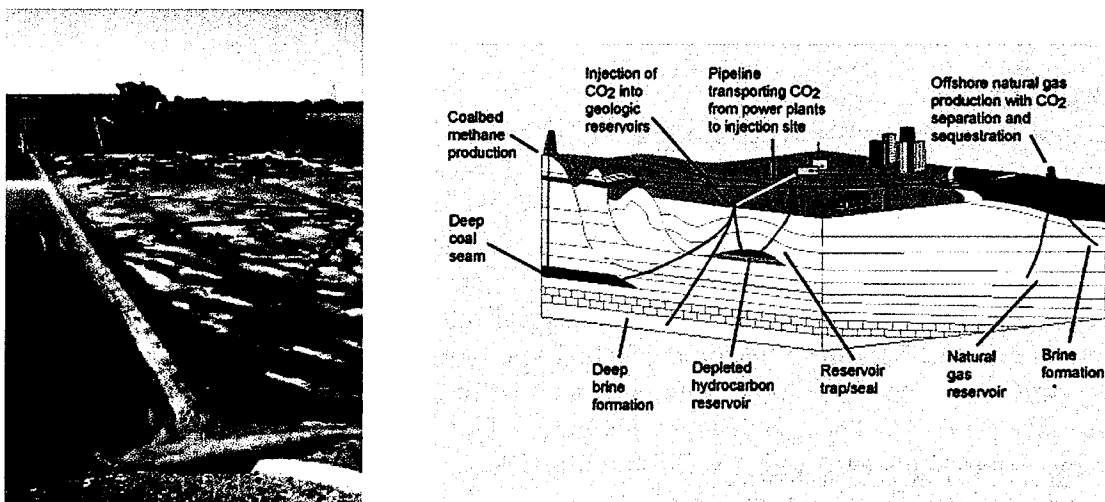 Injection of
CO2 into
geologic
reservoirs
Pipeline
transporting CO2
from power plants
to injection site
Offshore natural gas
production with CO2
separation and
sequestration
Coalbed
methane
production
Deep
coal
seam
Deep
brine
formation
Depleted
hydrocarbon
reservoir
Reservoir
trap/seal
Natural
gas
reservoir
Brine
formation